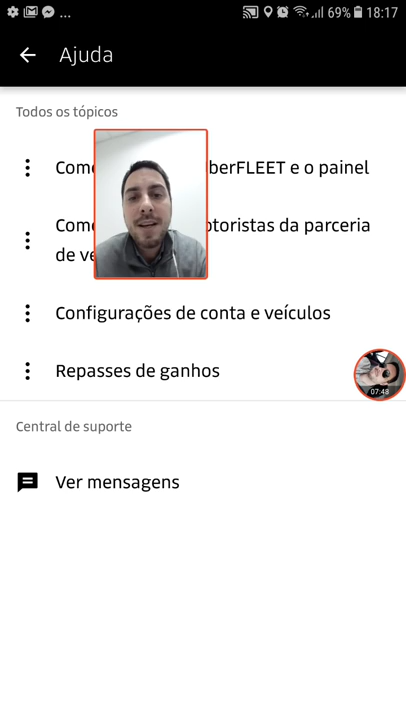 ... 69% 18:17
Ajuda
Todos os tópicos
berFLEET e o painel
toristas da parceria
de
Configurações de conta e veículos
Repasses de ganhos
07:48
Central de suporte
Ver mensagens